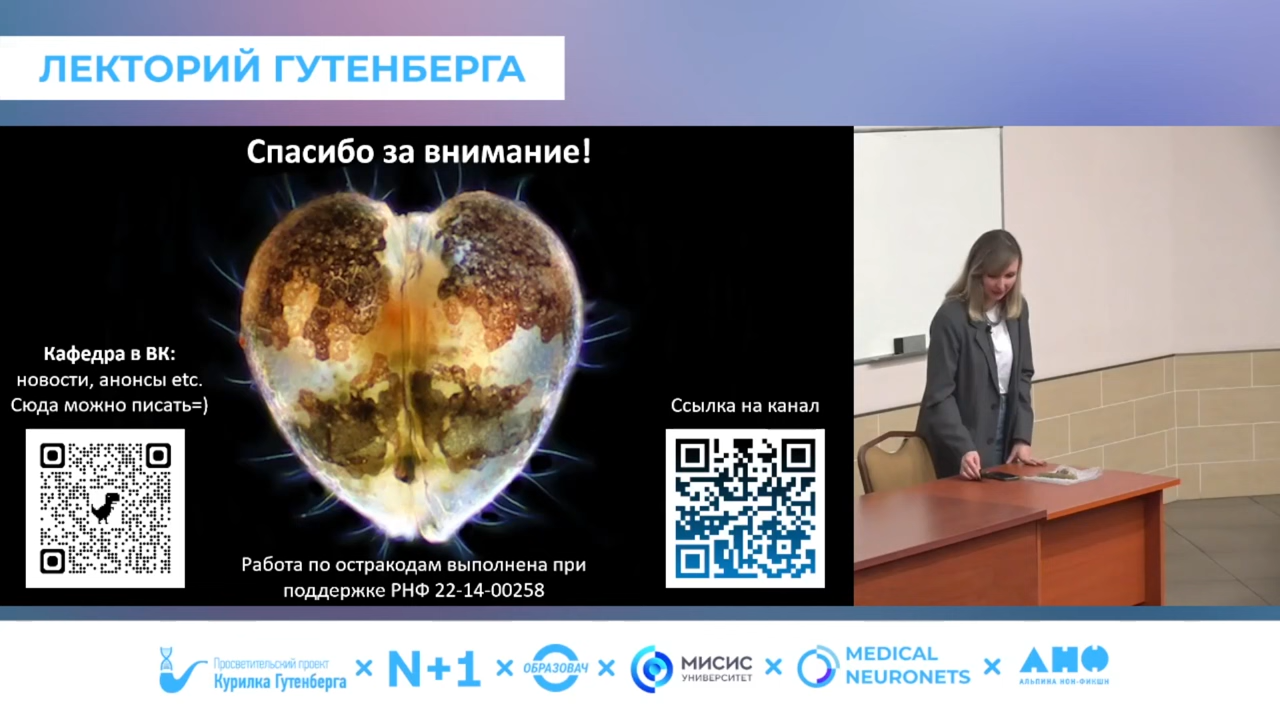 ЛЕКТОРИЙ ГУТЕНБЕРГА
Спасибо за внимание!
Кафедра в ВК:
новости, анонсы etc.
Сюда можно писать=)
Ссылка на канал
Работа по остракодам выполнена при
поддержке РНФ 22-14-00258
Просветительский проект
Курилка Гутенберга
N+1
ОБРАЗОВАЧ
МИСИС
УНИВЕРСИТЕТ
MEDICAL
NEURONETS
АНФ
АЛЬПИНА НОН-ФИКШН